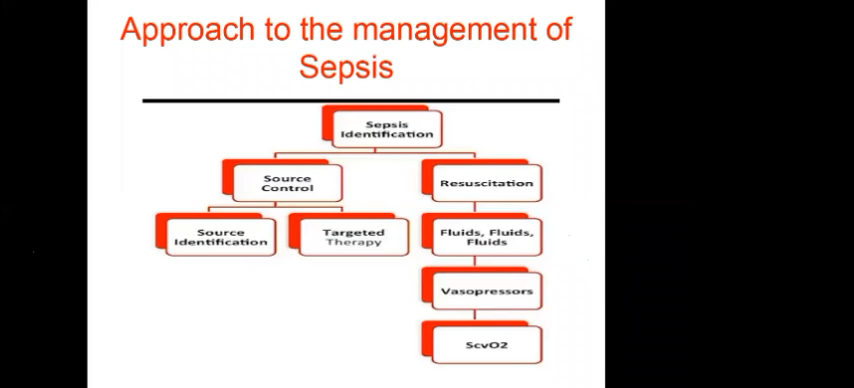 Approach to the management of
Sepsis
Sepsis
Identification
Source
Control
Resuscitation
Source
Identification
Targeted
Therapy
Fluids, Fluids,
Fluids
Vasopressors
ScvO2